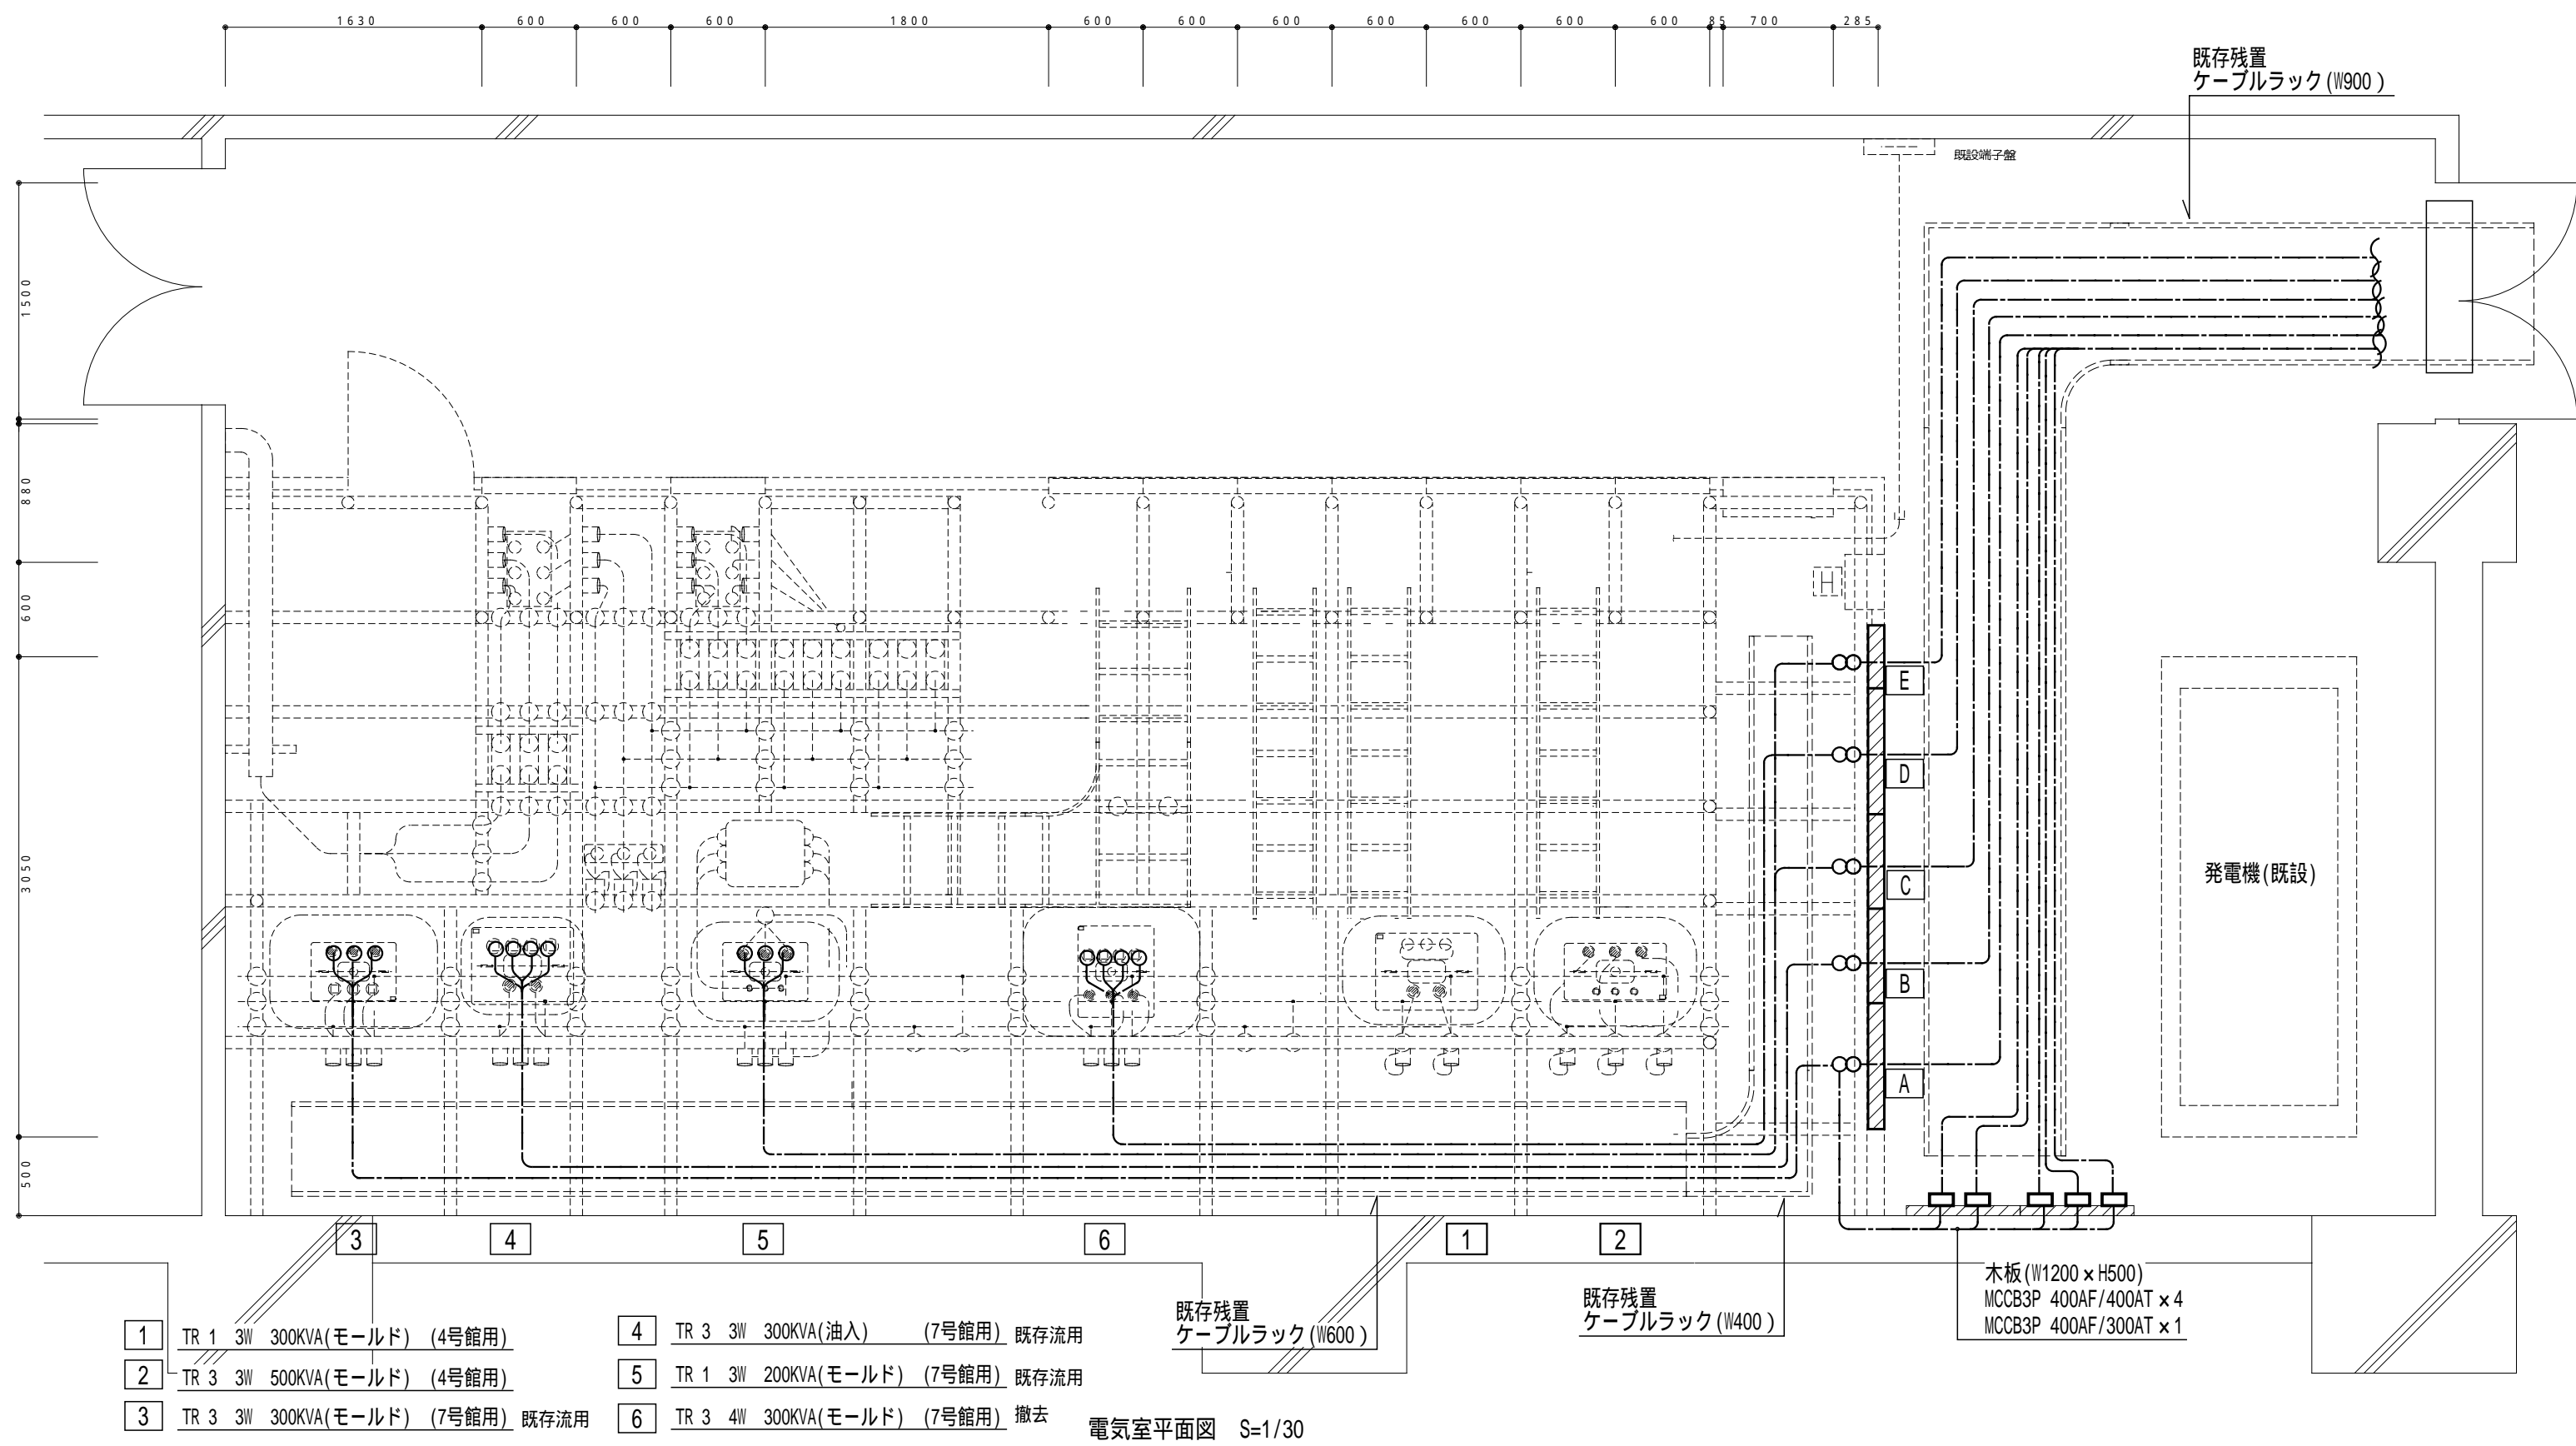 1630
600
600
600
1800
600
600
600
600
600
600
600
85
700
285
既存残置
ケーブルラック(W900)
既設端子盤
1500
880
600
3050
500
H
E
D
C
B
A
発電機(既設)
3
4
5
6
1
2
木板(W1200×H500)
MCCB3P 400AF/400AT×4
MCCB3P 400AF/300AT×1
既存残置
ケーブルラック(W600)
既存残置
ケーブルラック(W400)
1 TR 1 3W 300KVA(モールド) (4号館用)
2 TR 3 3W 500KVA(モールド) (4号館用)
3 TR 3 3W 300KVA(モールド) (7号館用) 既存流用
4 TR 3 3W 300KVA(油入) (7号館用) 既存流用
5 TR 1 3W 200KVA(モールド) (7号館用) 既存流用
6 TR 3 4W 300KVA(モールド) (7号館用) 撤去
電気室平面図 S=1/30